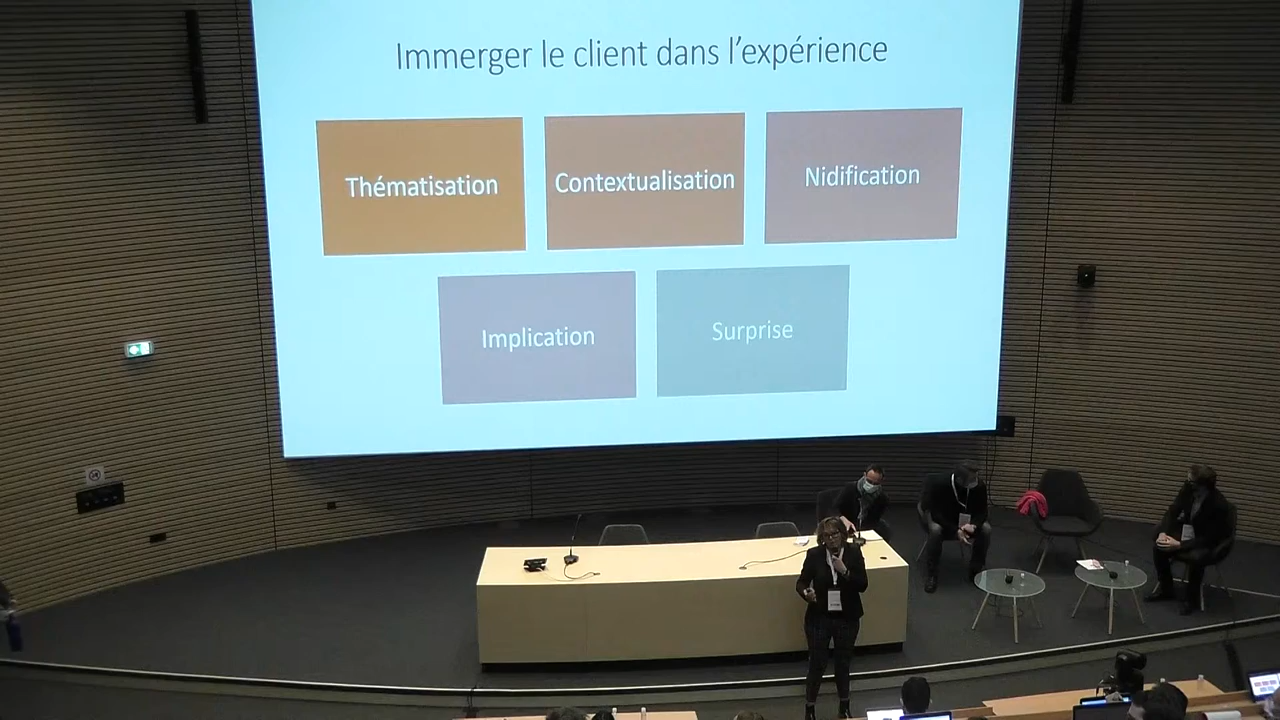 Immerger le client dans l'expérience
Thématisation
Contextualisation
Nidification
Implication
Surprise